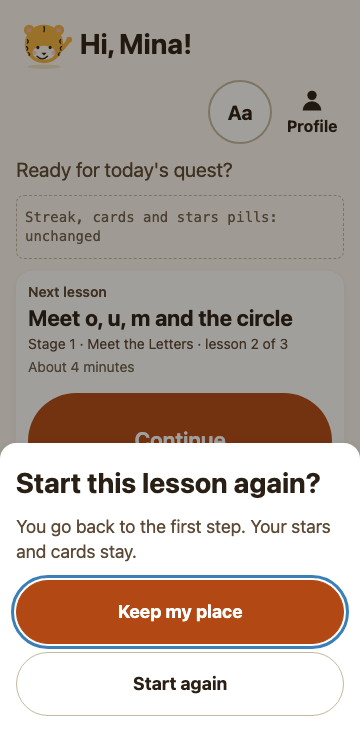 Hi, Mina!
Aa
Profile
Ready for today's quest?
Streak, cards and stars pills:
unchanged
Next lesson
Meet o, u, m and the circle
Stage 1 · Meet the Letters · lesson 2 of 3
About 4 minutes
Continue
Start this lesson again?
You go back to the first step. Your stars
and cards stay.
Keep my place
Start again